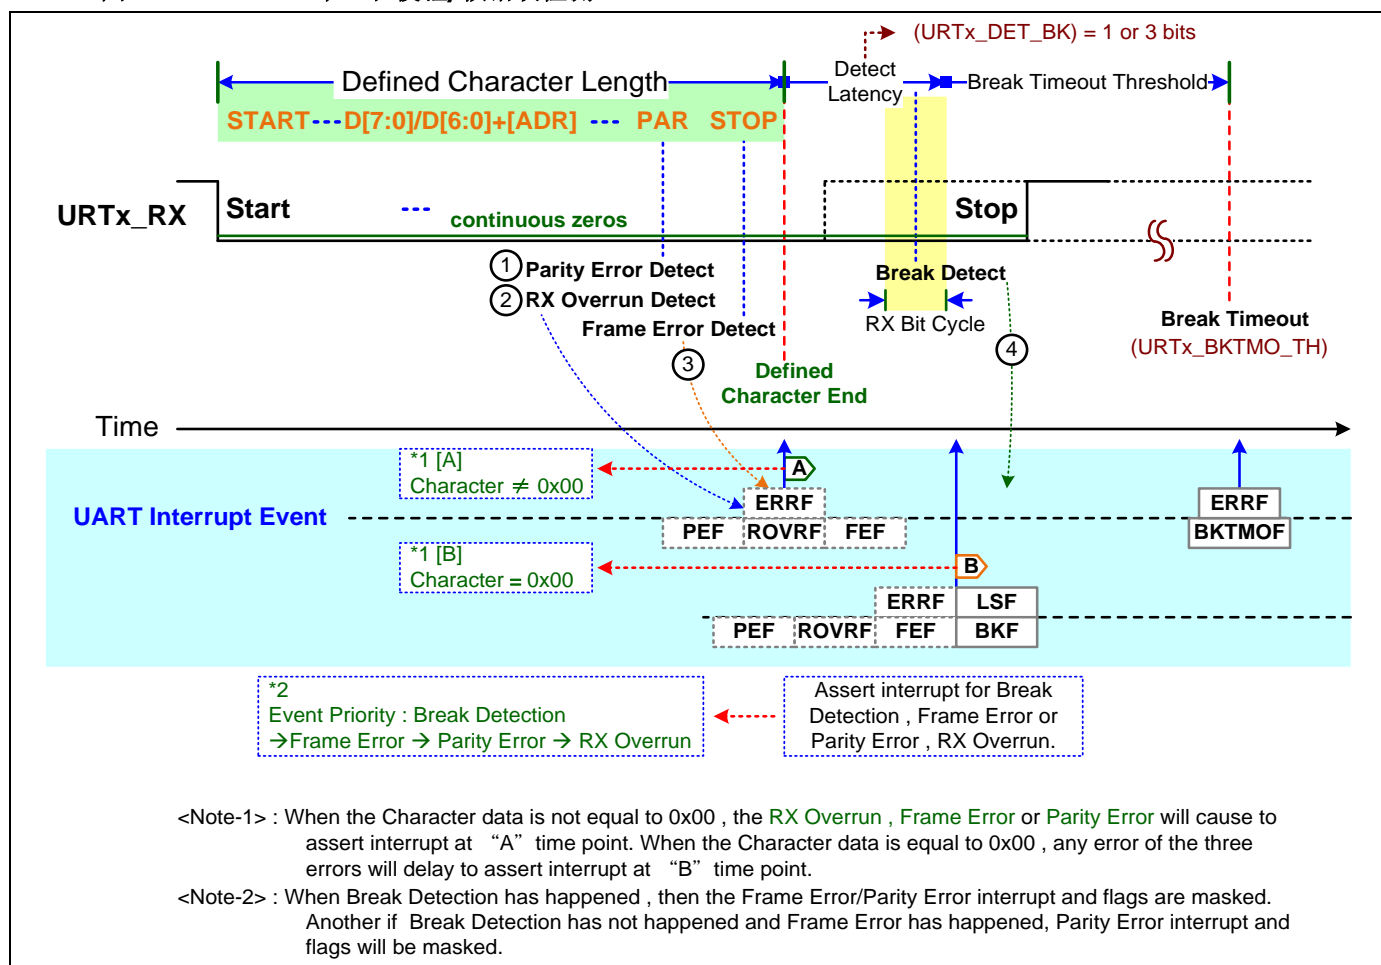 (URTx_DET_BK) = 1 or 3 bits
Defined Character Length
Detect
Latency
Break Timeout Threshold
START D[7:0]/D[6:0]+[ADR] PAR STOP
URTx_RX
Start
Stop
continuous zeros
1 Parity Error Detect
2 RX Overrun Detect
Frame Error Detect
3
Break Detect
RX Bit Cycle
4
Break Timeout
(URTx_BKTMO_TH)
Defined
Character End
Time
*1 [A]
Character ≠ 0x00
A
ERRF
PEF ROVRF FEF
ERRF
BKTMOF
UART Interrupt Event
*1 [B]
Character = 0x00
B
ERRF LSF
PEF ROVRF FEF BKF
*2
Event Priority : Break Detection
→Frame Error → Parity Error → RX Overrun
Assert interrupt for Break
Detection , Frame Error or
Parity Error , RX Overrun.
<Note-1> : When the Character data is not equal to 0x00 , the RX Overrun , Frame Error or Parity Error will cause to
assert interrupt at “A” time point. When the Character data is equal to 0x00 , any error of the three
errors will delay to assert interrupt at “B” time point.
<Note-2> : When Break Detection has happened , then the Frame Error/Parity Error interrupt and flags are masked.
Another if Break Detection has not happened and Frame Error has happened, Parity Error interrupt and
flags will be masked.